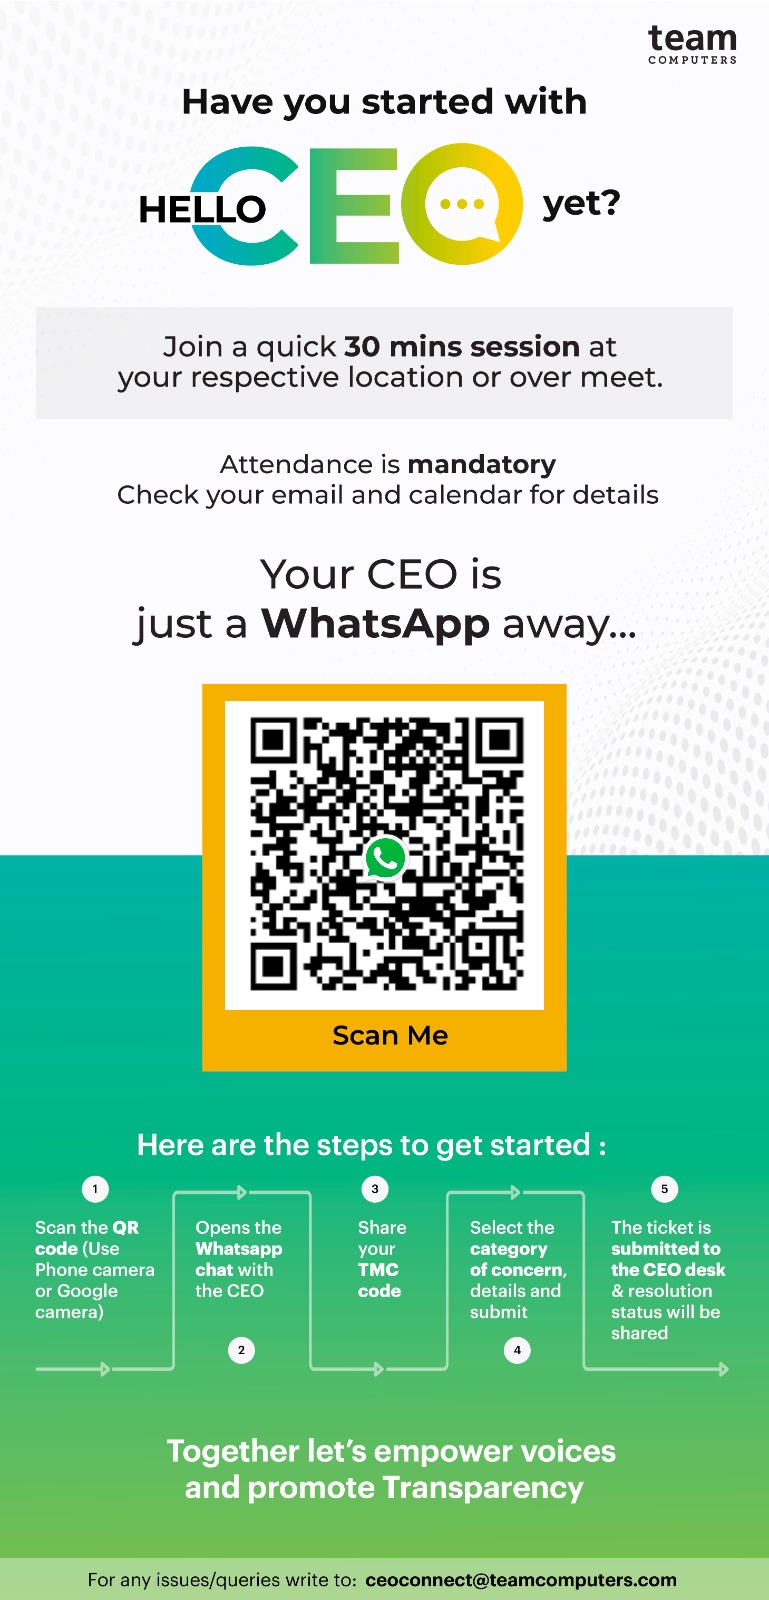 team
COMPUTERS
Have you started with
HELLO CEO yet?
Join a quick 30 mins session at
your respective location or over meet.
Attendance is mandatory
Check your email and calendar for details
Your CEO is
just a WhatsApp away...
Scan Me
Here are the steps to get started :
1
Scan the QR
code (Use
Phone camera
or Google
camera)
Opens the
Whatsapp
chat with
the CEO
2
3
Share
your
TMC
code
Select the
category
of concern,
details and
submit
4
5
The ticket is
submitted to
the CEO desk
& resolution
status will be
shared
Together let's empower voices
and promote Transparency
For any issues/queries write to: ceoconnect@teamcomputers.com